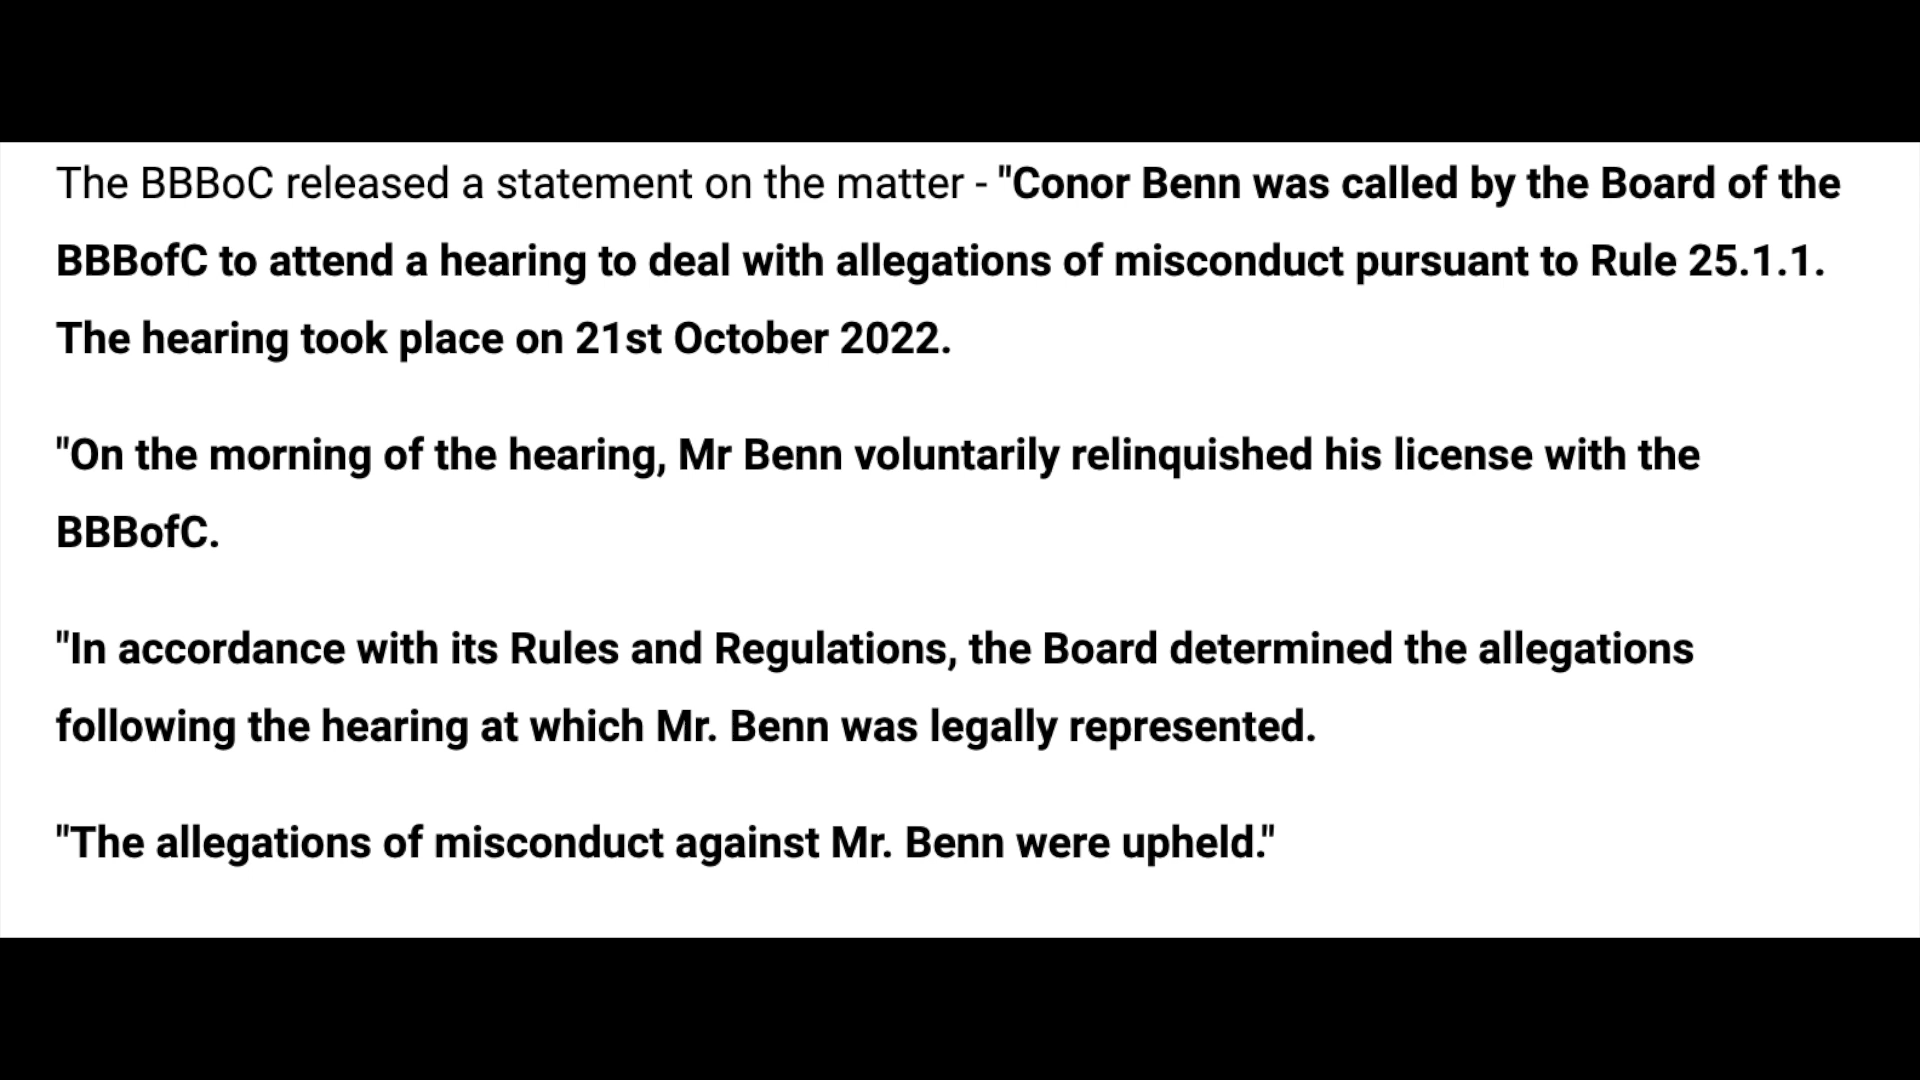 The BBBoC released a statement on the matter - "Conor Benn was called by the Board of the
BBBofC to attend a hearing to deal with allegations of misconduct pursuant to Rule 25.1.1.
The hearing took place on 21st October 2022.
"On the morning of the hearing, Mr Benn voluntarily relinquished his license with the
BBBofC.
"In accordance with its Rules and Regulations, the Board determined the allegations
following the hearing at which Mr. Benn was legally represented.
"The allegations of misconduct against Mr. Benn were upheld."